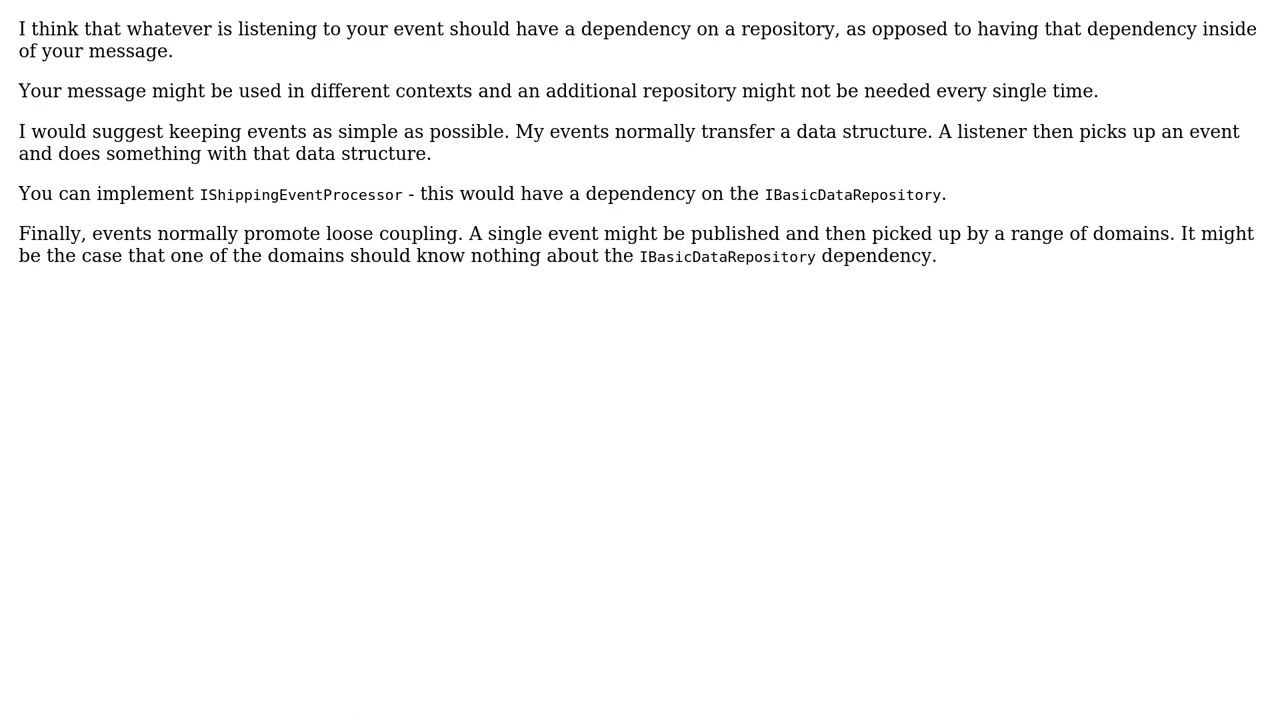 I think that whatever is listening to your event should have a dependency on a repository, as opposed to having that dependency inside
of your message.
Your message might be used in different contexts and an additional repository might not be needed every single time.
I would suggest keeping events as simple as possible. My events normally transfer a data structure. A listener then picks up an event
and does something with that data structure.
You can implement IShippingEventProcessor - this would have a dependency on the IBasicDataRepository.
Finally, events normally promote loose coupling. A single event might be published and then picked up by a range of domains. It might
be the case that one of the domains should know nothing about the IBasicDataRepository dependency.